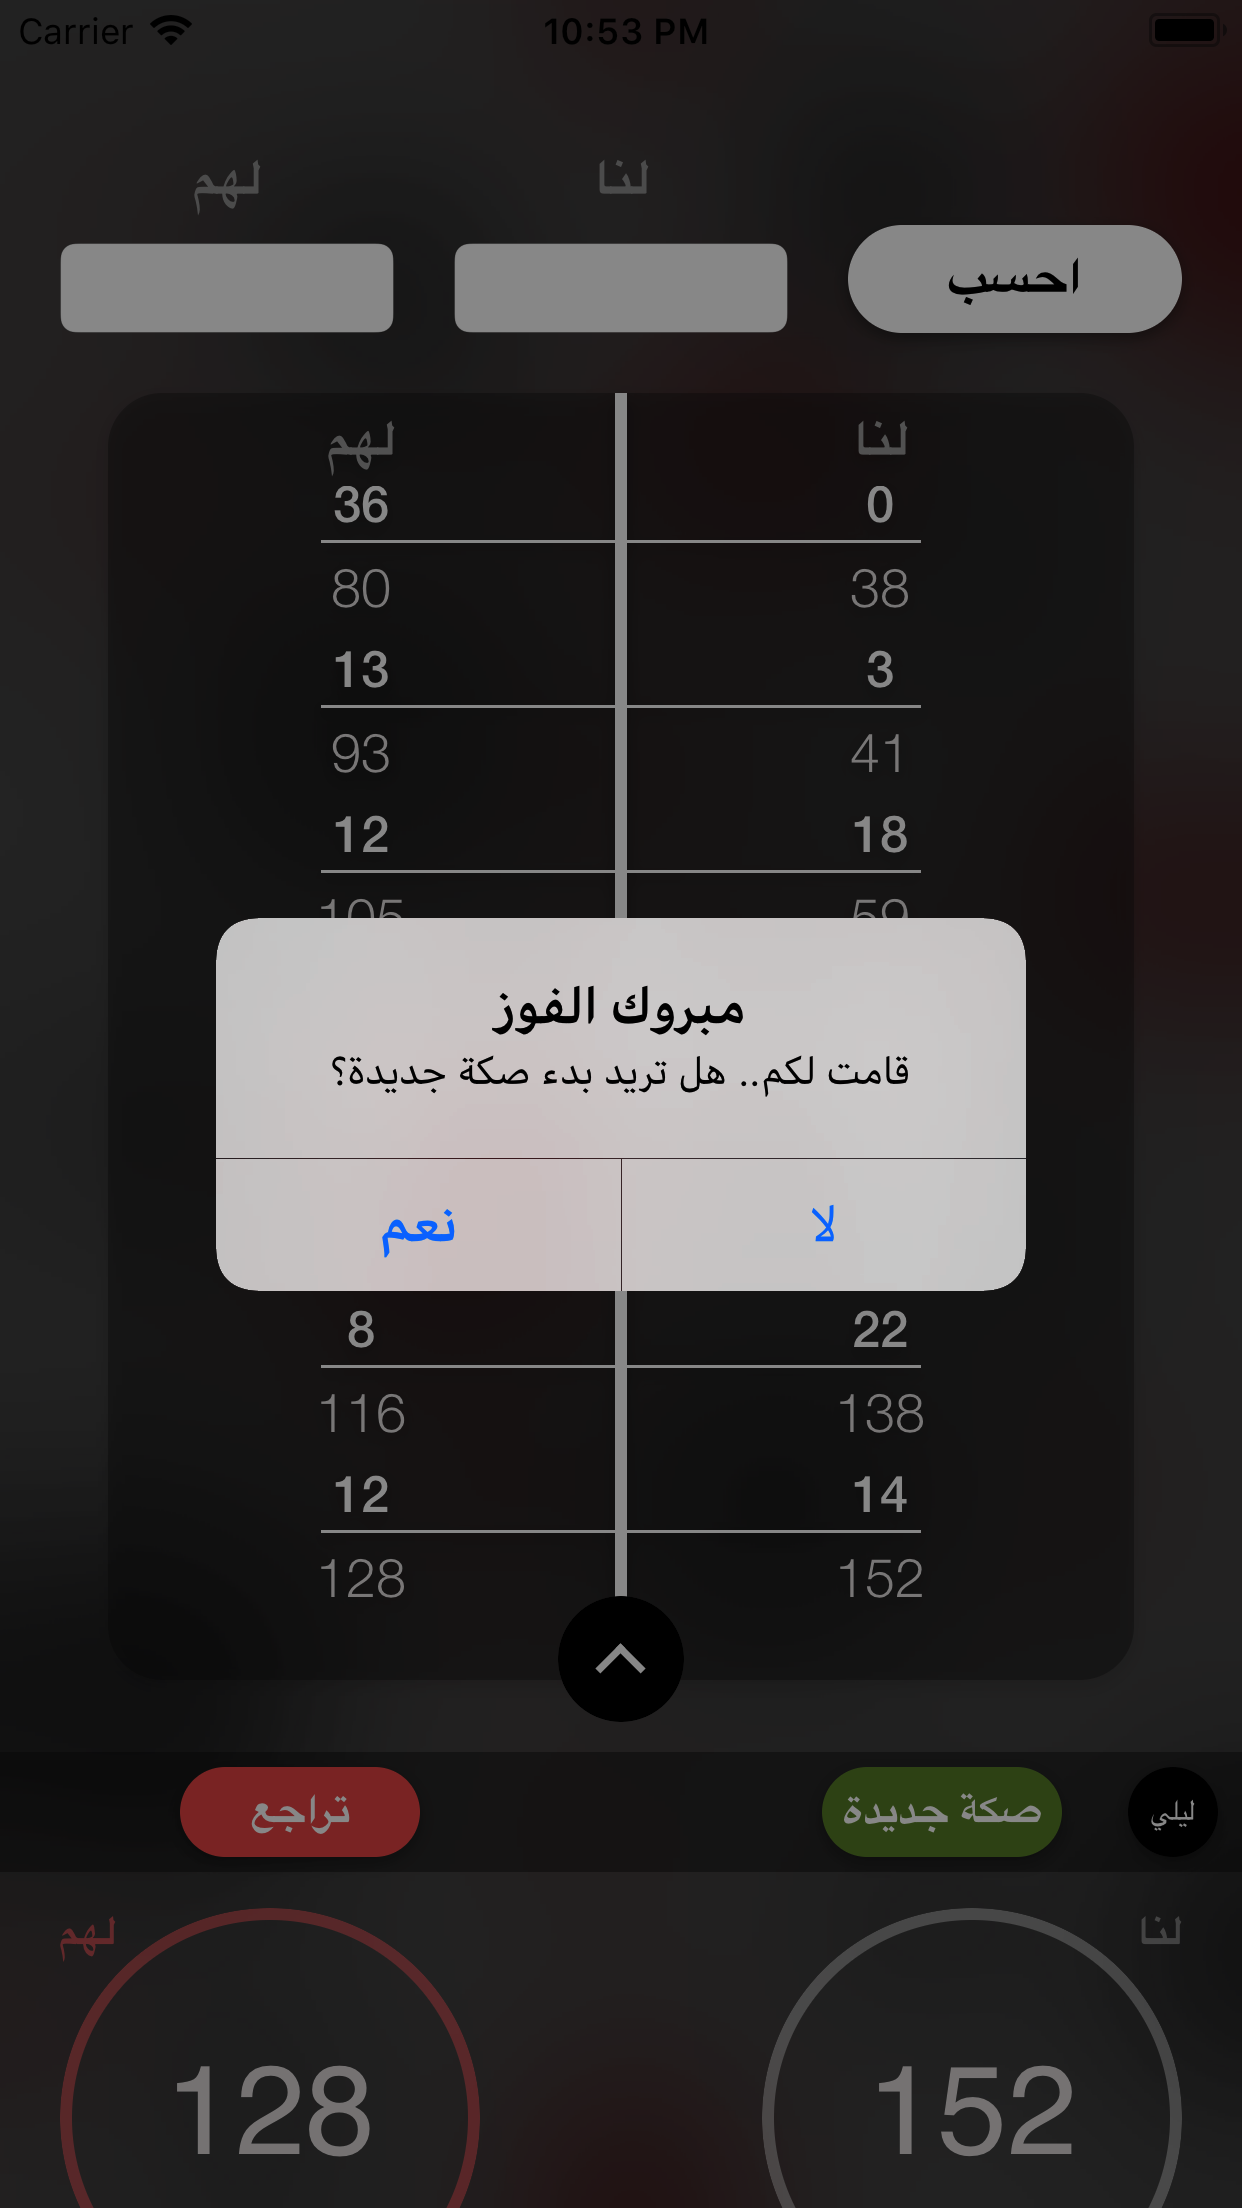 Carrier 10:53 PM
لنا لهم
احسب
لنا لهم
0 36
38 80
3 13
41 93
18 12
59 105
مبروك الفوز
قامت لكم.. هل تريد بدء صكة جديدة؟
لا نعم
22 8
138 116
14 12
152 128
ليلي صكة جديدة تراجع
لنا لهم
152 128